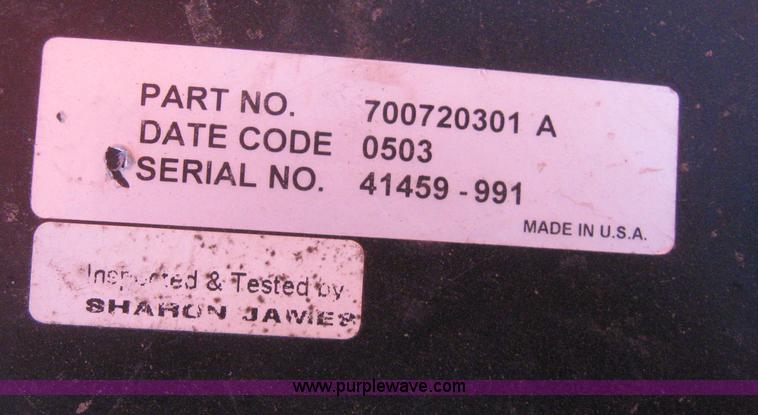 PART NO. 700720301 A
DATE CODE 0503
SERIAL NO. 41459-991
MADE IN U.S.A.
Inspected & Tested by
SHARON JAMES
www.purplewave.com